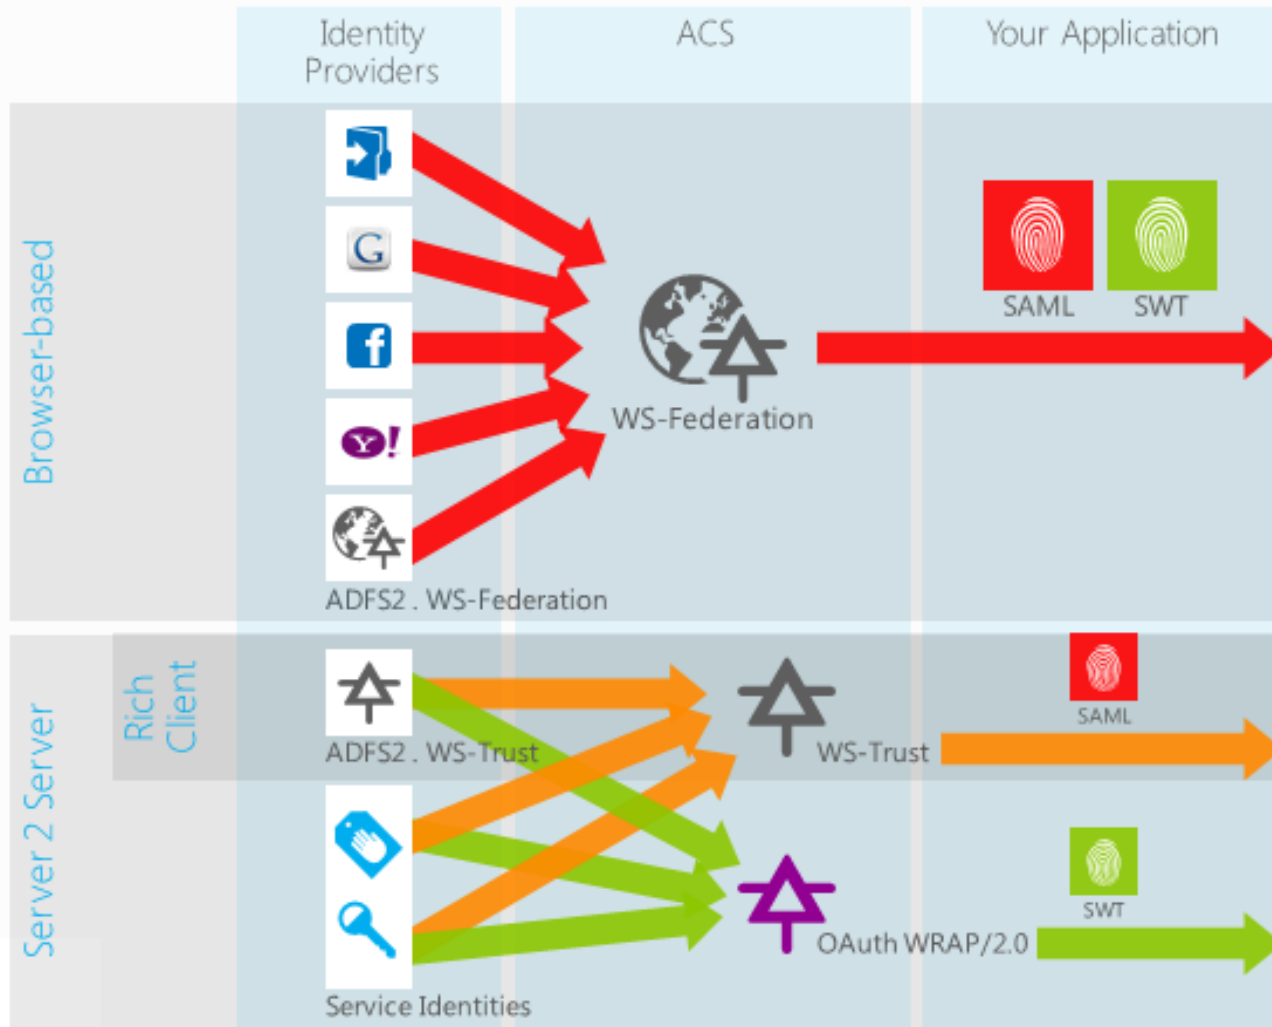 Identity
Providers
ACS
Your Application
Browser-based
G
f
Y!
SAML
SWT
WS-Federation
ADFS2 . WS-Federation
Server 2 Server
Rich
Client
ADFS2 . WS-Trust
WS-Trust
SAML
Service Identities
OAuth WRAP/2.0
SWT